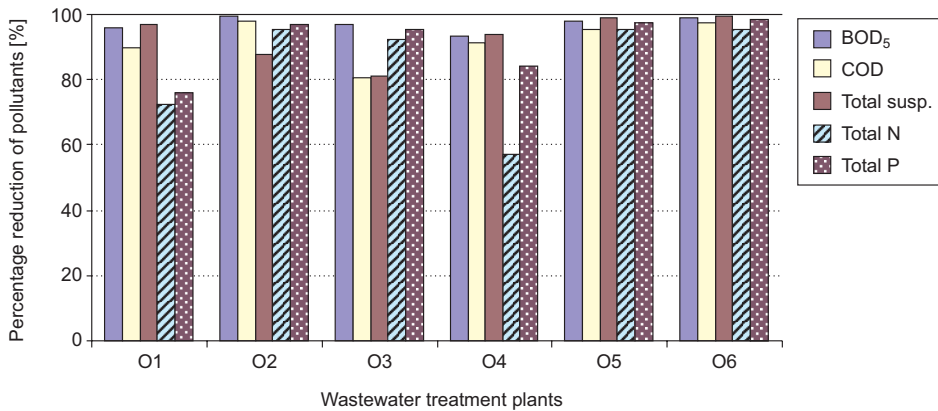 Percentage reduction of pollutants [%]
100
80
60
40
20
0
O1 O2 O3 O4 O5 O6
Wastewater treatment plants
BOD₅
COD
Total susp.
Total N
Total P